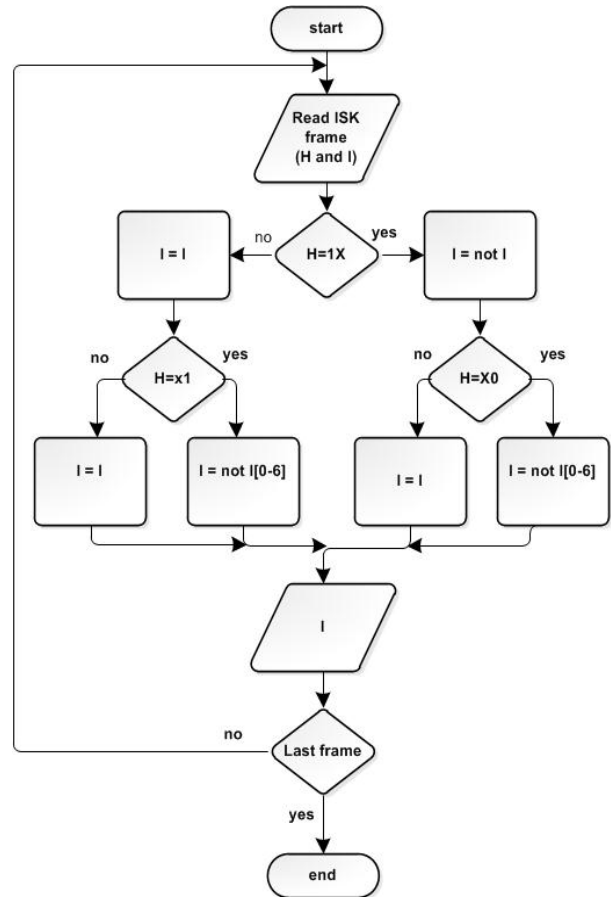 start
Read ISK
frame
(H and I)
no
H=1X
yes
I = I
I = not I
no
H=x1
yes
no
H=X0
yes
I = I
I = not I[0-6]
I = I
I = not I[0-6]
I
no
Last frame
yes
end